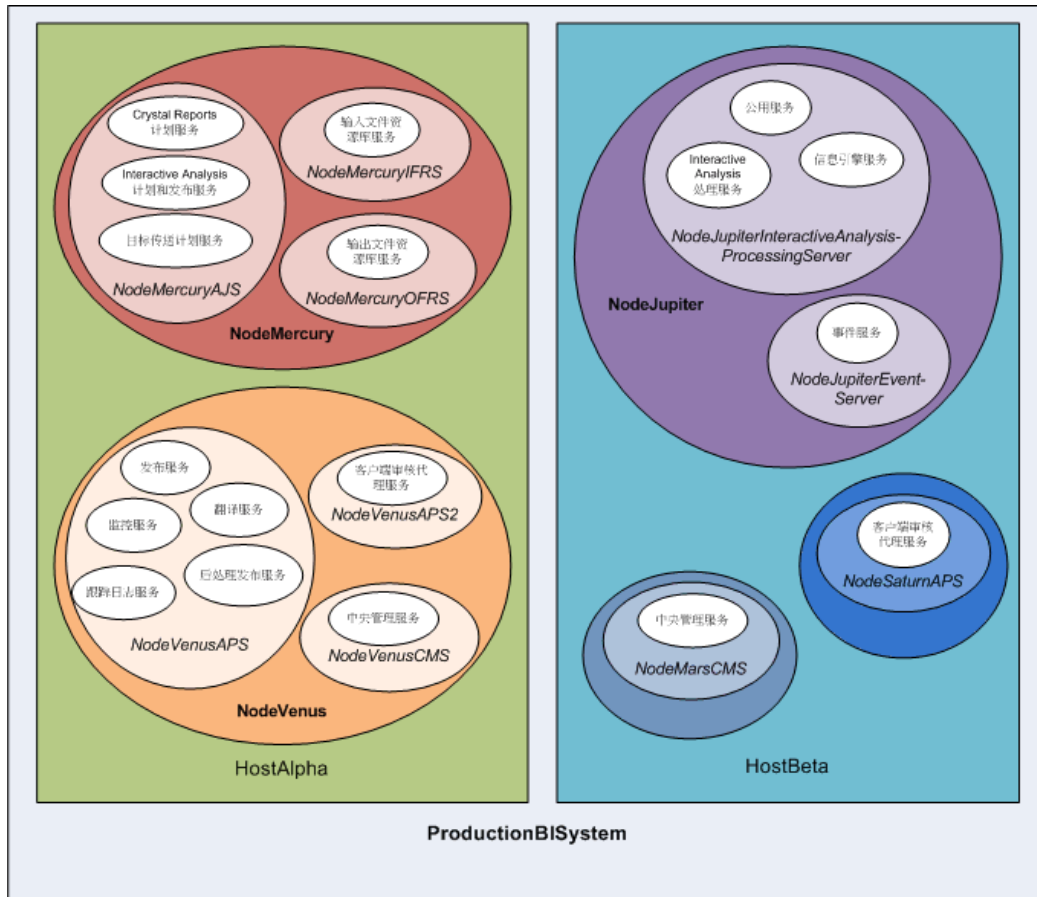 Crystal Reports
计划服务
Interactive Analysis
计划和发布服务
目标传送计划服务
NodeMercuryAJS
输入文件资
源库服务
NodeMercuryIFRS
输出文件资
源库服务
NodeMercuryOFRS
NodeMercury
发布服务
监控服务
翻译服务
跟踪日志服务
后处理发布服务
NodeVenusAPS
客户端审核代
理服务
NodeVenusAPS2
中央管理服务
NodeVenusCMS
NodeVenus
HostAlpha
公用服务
Interactive
Analysis
处理服务
信息引擎服务
NodeJupiterInteractiveAnalysis-
ProcessingServer
NodeJupiter
事件服务
NodeJupiterEvent-
Server
客户端审核
代理服务
NodeSaturnAPS
中央管理服务
NodeMarsCMS
HostBeta
ProductionBISystem